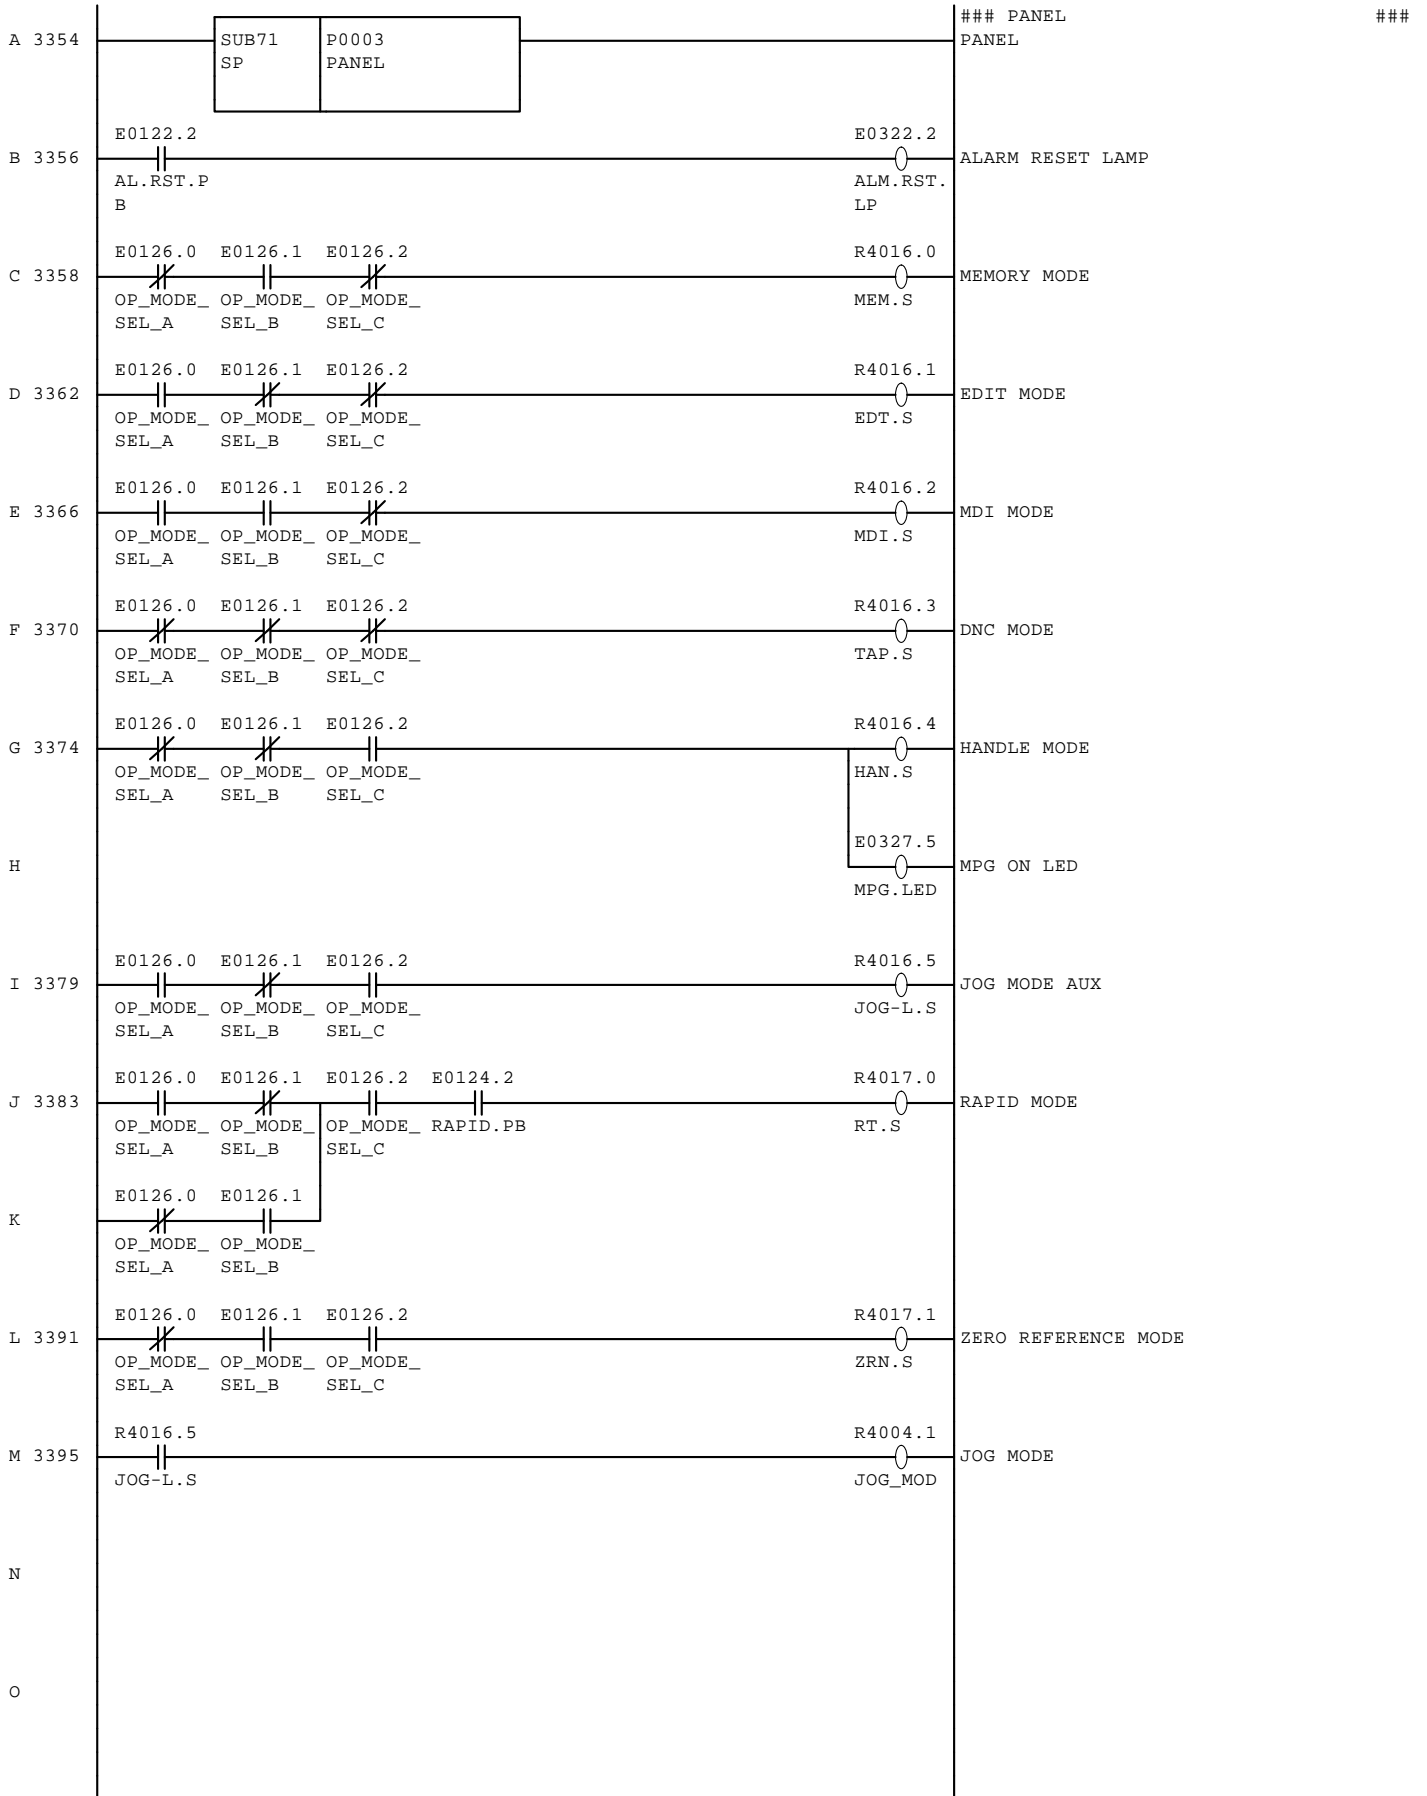 ### PANEL ###
A 3354 SUB71 P0003 PANEL
SP PANEL
E0122.2 E0322.2
B 3356 ALARM RESET LAMP
AL.RST.P ALM.RST.
B LP
E0126.0 E0126.1 E0126.2 R4016.0
C 3358 MEMORY MODE
OP_MODE_ OP_MODE_ OP_MODE_ MEM.S
SEL_A SEL_B SEL_C
E0126.0 E0126.1 E0126.2 R4016.1
D 3362 EDIT MODE
OP_MODE_ OP_MODE_ OP_MODE_ EDT.S
SEL_A SEL_B SEL_C
E0126.0 E0126.1 E0126.2 R4016.2
E 3366 MDI MODE
OP_MODE_ OP_MODE_ OP_MODE_ MDI.S
SEL_A SEL_B SEL_C
E0126.0 E0126.1 E0126.2 R4016.3
F 3370 DNC MODE
OP_MODE_ OP_MODE_ OP_MODE_ TAP.S
SEL_A SEL_B SEL_C
E0126.0 E0126.1 E0126.2 R4016.4
G 3374 HANDLE MODE
OP_MODE_ OP_MODE_ OP_MODE_ HAN.S
SEL_A SEL_B SEL_C
E0327.5
H MPG ON LED
MPG.LED
E0126.0 E0126.1 E0126.2 R4016.5
I 3379 JOG MODE AUX
OP_MODE_ OP_MODE_ OP_MODE_ JOG-L.S
SEL_A SEL_B SEL_C
E0126.0 E0126.1 E0126.2 E0124.2 R4017.0
J 3383 RAPID MODE
OP_MODE_ OP_MODE_ OP_MODE_ RAPID.PB RT.S
SEL_A SEL_B SEL_C
E0126.0 E0126.1
K
OP_MODE_ OP_MODE_
SEL_A SEL_B
E0126.0 E0126.1 E0126.2 R4017.1
L 3391 ZERO REFERENCE MODE
OP_MODE_ OP_MODE_ OP_MODE_ ZRN.S
SEL_A SEL_B SEL_C
R4016.5 R4004.1
M 3395 JOG MODE
JOG-L.S JOG_MOD
N
O